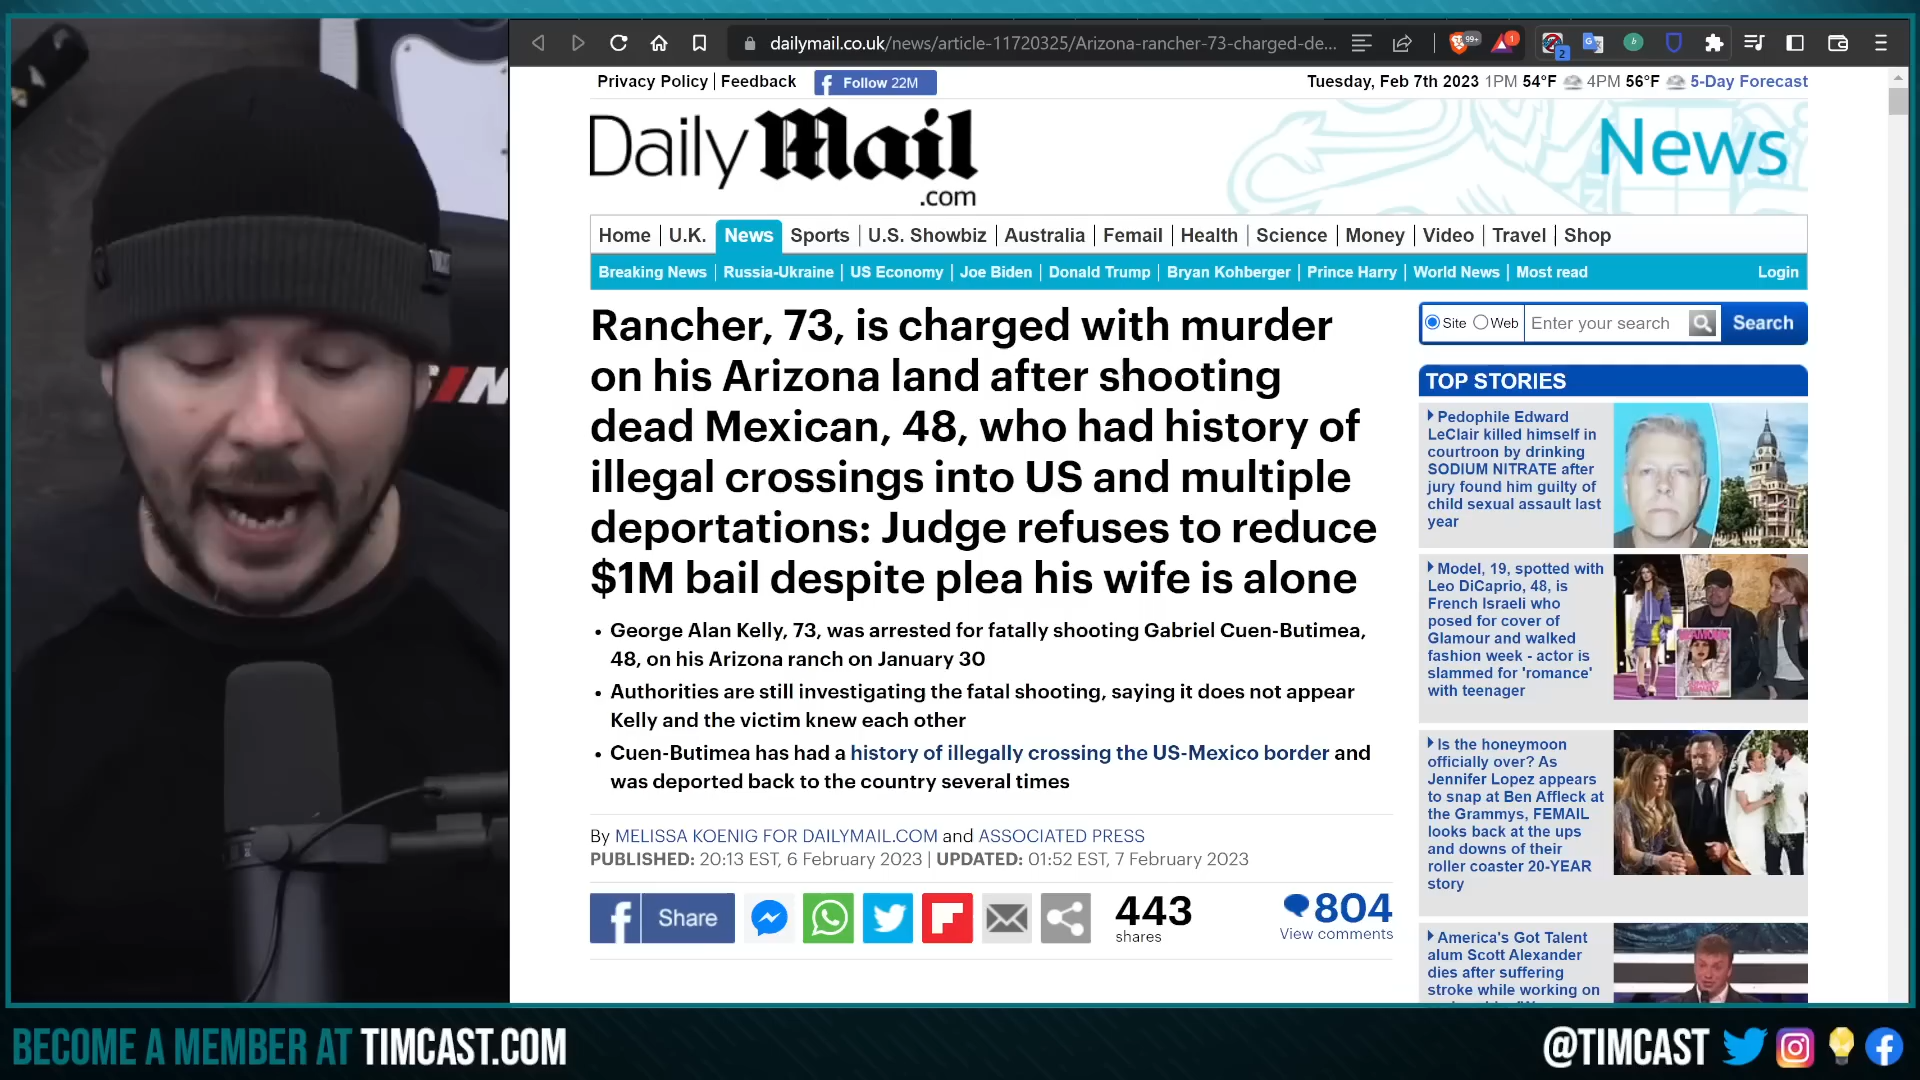 dailymail.co.uk/news/article-11720325/Arizona-rancher-73-charged-de...
Privacy Policy | Feedback
Follow 22M
Tuesday, Feb 7th 2023 1PM 54°F 4PM 56°F 5-Day Forecast
Daily Mail
.com
News
Home | U.K. | News | Sports | U.S. Showbiz | Australia | Femail | Health | Science | Money | Video | Travel | Shop
Breaking News | Russia-Ukraine | US Economy | Joe Biden | Donald Trump | Bryan Kohberger | Prince Harry | World News | Most read
Login
Rancher, 73, is charged with murder
on his Arizona land after shooting
dead Mexican, 48, who had history of
illegal crossings into US and multiple
deportations: Judge refuses to reduce
$1M bail despite plea his wife is alone
• George Alan Kelly, 73, was arrested for fatally shooting Gabriel Cuen-Butimea,
48, on his Arizona ranch on January 30
• Authorities are still investigating the fatal shooting, saying it does not appear
Kelly and the victim knew each other
• Cuen-Butimea has had a history of illegally crossing the US-Mexico border and
was deported back to the country several times
By MELISSA KOENIG FOR DAILYMAIL.COM and ASSOCIATED PRESS
PUBLISHED: 20:13 EST, 6 February 2023 | UPDATED: 01:52 EST, 7 February 2023
Share
443
shares
804
View comments
Site Web Enter your search Search
TOP STORIES
Pedophile Edward
LeClair killed himself in
courtroon by drinking
SODIUM NITRATE after
jury found him guilty of
child sexual assault last
year
Model, 19, spotted with
Leo DiCaprio, 48, is
French Israeli who
posed for cover of
Glamour and walked
fashion week - actor is
slammed for 'romance'
with teenager
Is the honeymoon
officially over? As
Jennifer Lopez appears
to snap at Ben Affleck at
the Grammys, FEMAIL
looks back at the ups
and downs of their
roller coaster 20-YEAR
story
America's Got Talent
alum Scott Alexander
dies after suffering
stroke while working on
BECOME A MEMBER AT TIMCAST.COM
@TIMCAST